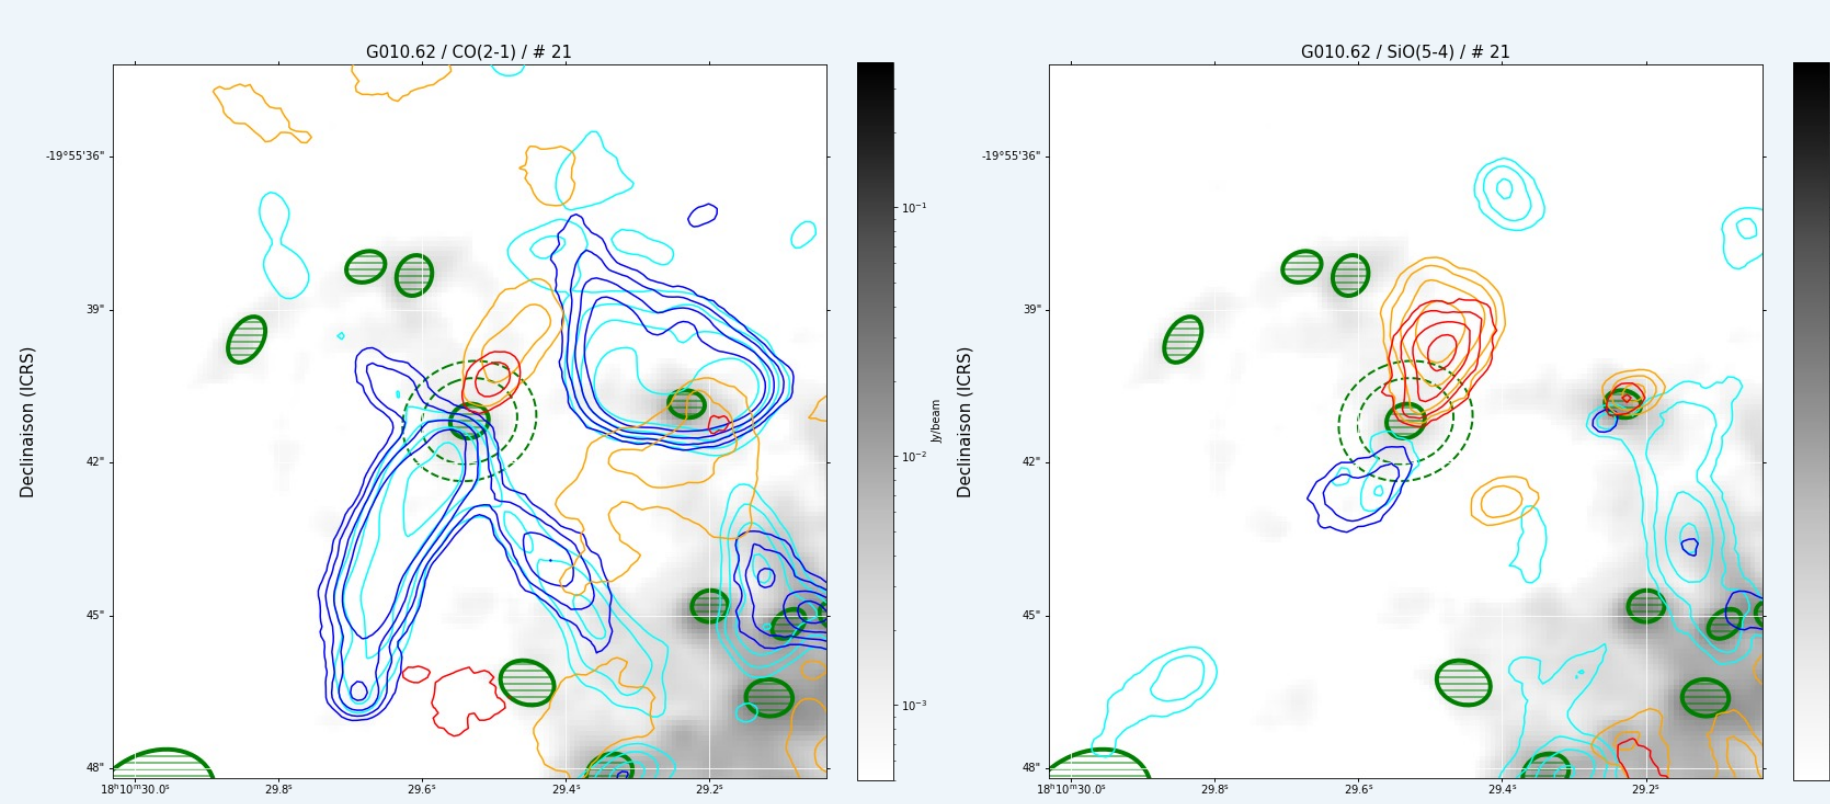 G010.62 / CO(2-1) / # 21
G010.62 / SiO(5-4) / # 21
Declinaison (ICRS)
-19°55'36"
39"
42"
45"
48"
18ʰ10ᵐ30.0ˢ
29.8ˢ
29.6ˢ
29.4ˢ
29.2ˢ
10⁻¹
10⁻²
10⁻³
Jy/beam
Declinaison (ICRS)
-19°55'36"
39"
42"
45"
48"
18ʰ10ᵐ30.0ˢ
29.8ˢ
29.6ˢ
29.4ˢ
29.2ˢ